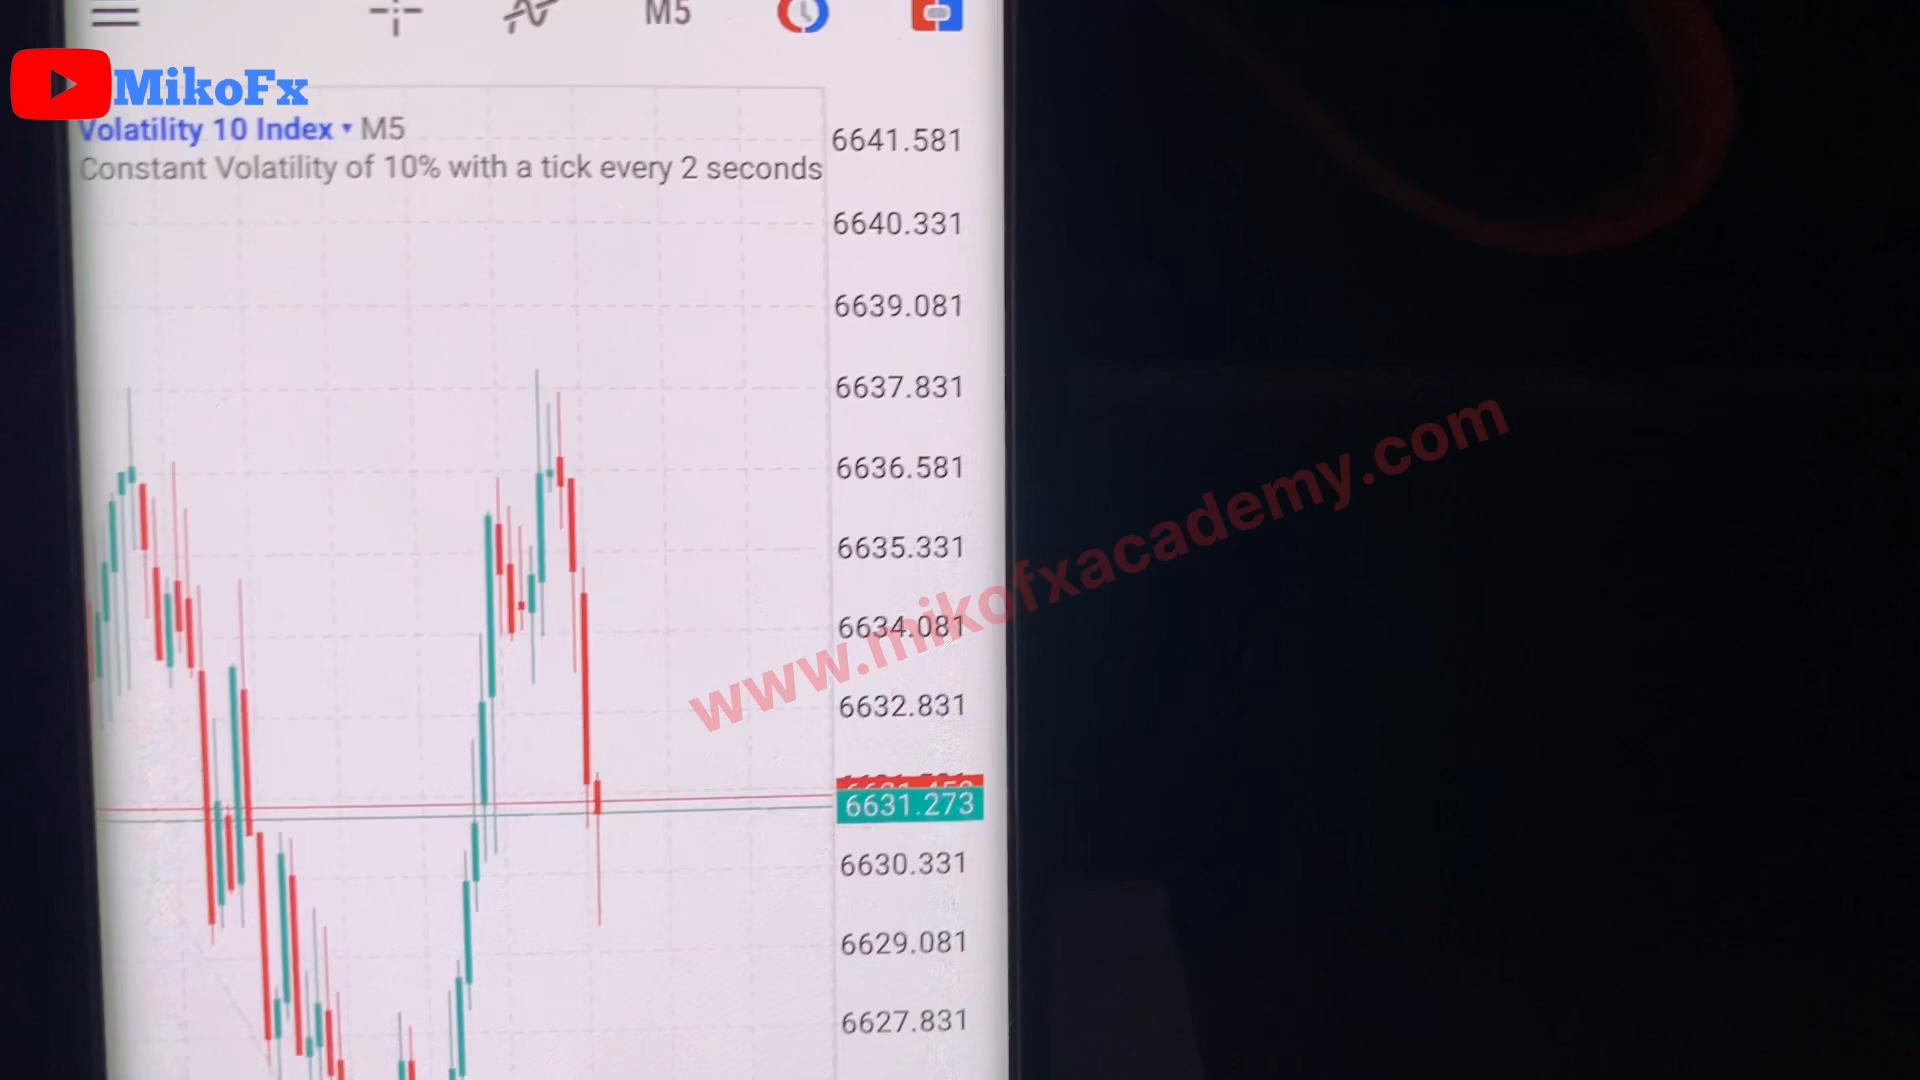 M5
MikoFx
Volatility 10 Index ▾ M5
Constant Volatility of 10% with a tick every 2 seconds
6641.581
6640.331
6639.081
6637.831
6636.581
6635.331
6634.081
6632.831
6631.273
6630.331
6629.081
6627.831
www.mikofxacademy.com